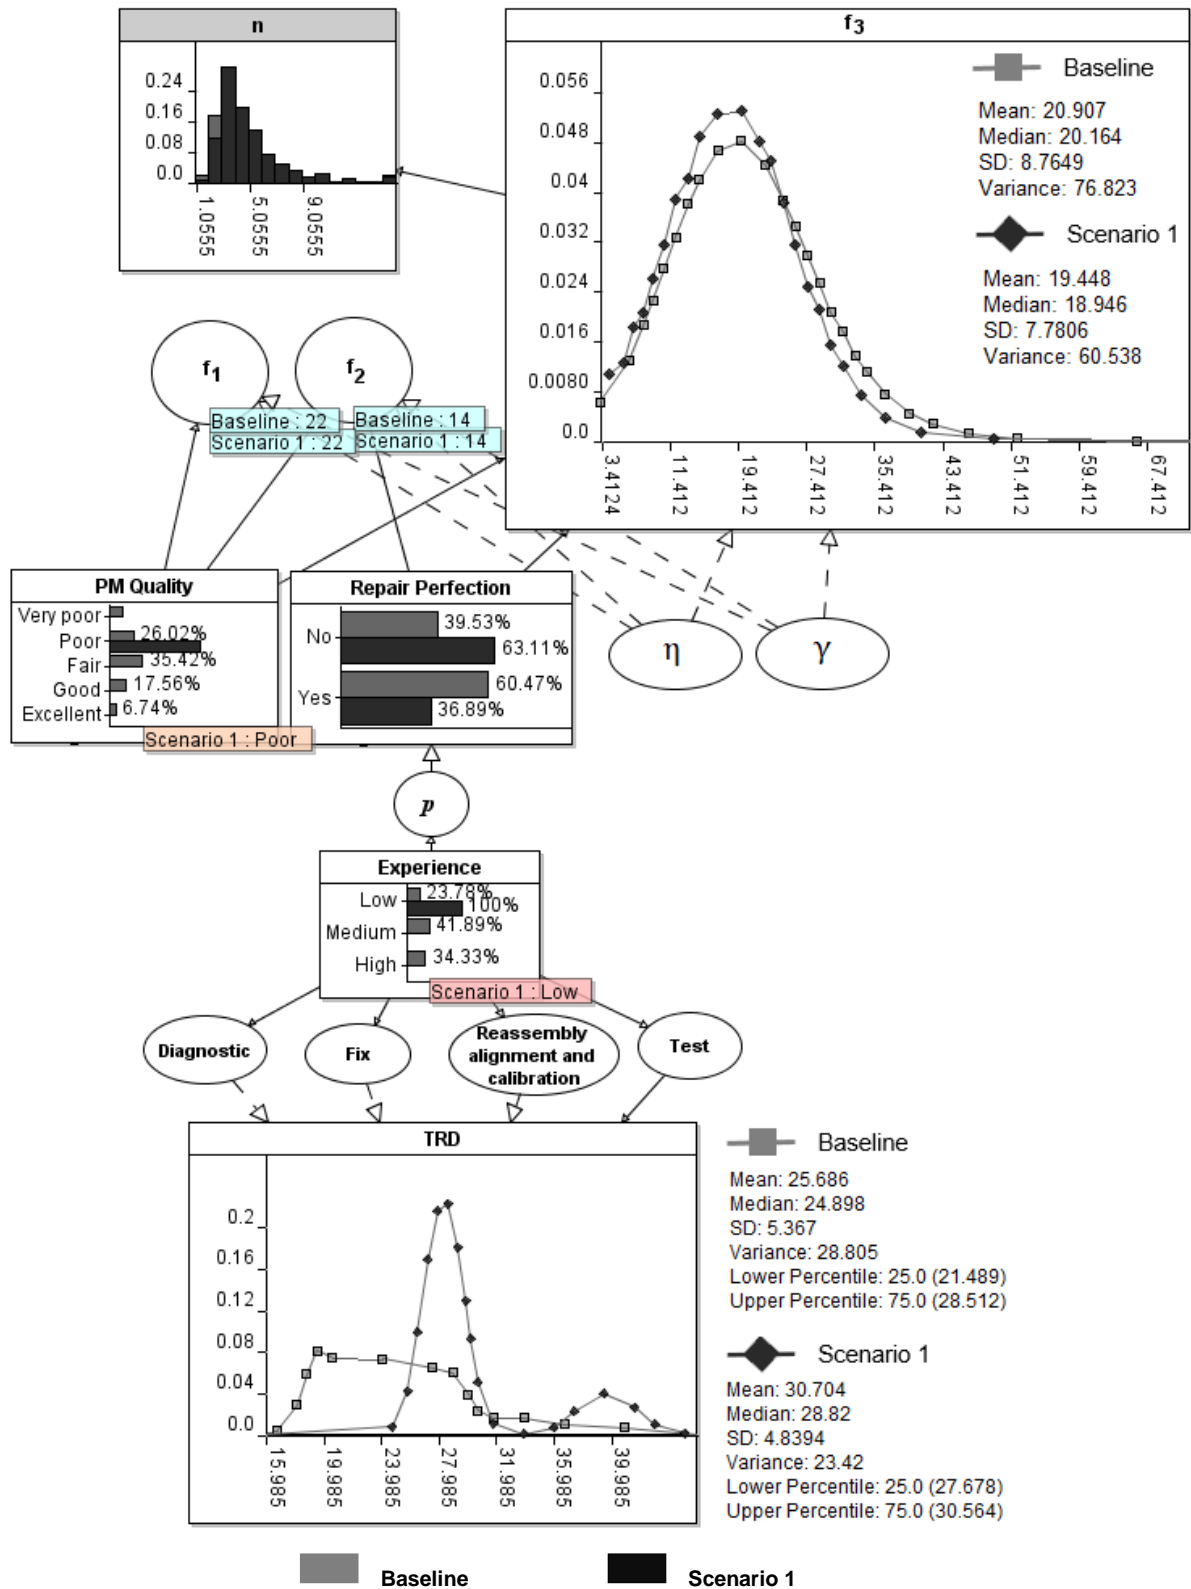 n
0.24
0.16
0.08
0.0
1.0555
5.0555
9.0555
f3
0.056
0.048
0.04
0.032
0.024
0.016
0.0080
0.0
3.4124
11.412
19.412
27.412
35.412
43.412
51.412
59.412
67.412
Baseline
Mean: 20.907
Median: 20.164
SD: 8.7649
Variance: 76.823
Scenario 1
Mean: 19.448
Median: 18.946
SD: 7.7806
Variance: 60.538
f1
f2
Baseline : 22
Scenario 1 : 22
Baseline : 14
Scenario 1 : 14
PM Quality
Very poor
Poor 26.02%
Fair 35.42%
Good 17.56%
Excellent 6.74%
Scenario 1 : Poor
Repair Perfection
No 39.53%
63.11%
Yes 60.47%
36.89%
η
γ
p
Experience
Low 23.78%
100%
Medium 41.89%
High 34.33%
Scenario 1 : Low
Diagnostic
Fix
Reassembly
alignment and
calibration
Test
TRD
0.2
0.16
0.12
0.08
0.04
0.0
15.985
19.985
23.985
27.985
31.985
35.985
39.985
Baseline
Mean: 25.686
Median: 24.898
SD: 5.367
Variance: 28.805
Lower Percentile: 25.0 (21.489)
Upper Percentile: 75.0 (28.512)
Scenario 1
Mean: 30.704
Median: 28.82
SD: 4.8394
Variance: 23.42
Lower Percentile: 25.0 (27.678)
Upper Percentile: 75.0 (30.564)
Baseline
Scenario 1